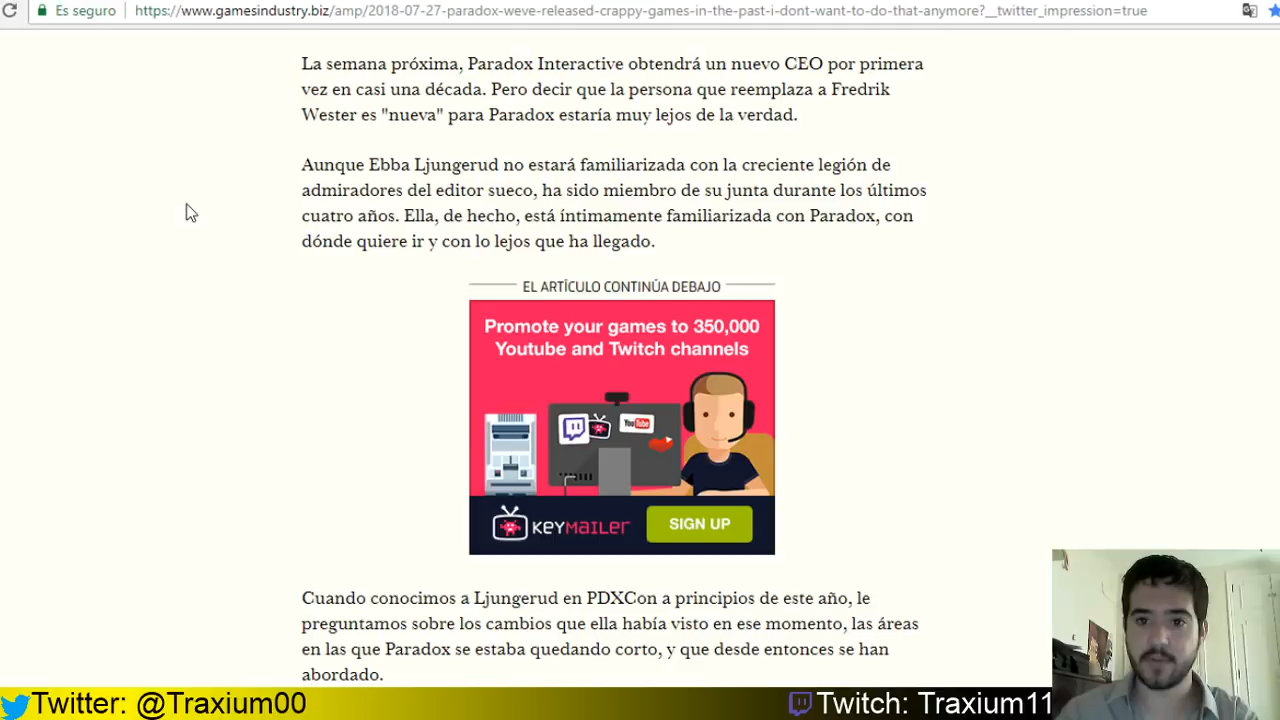 Es seguro
https://www.gamesindustry.biz/amp/2018-07-27-paradox-weve-released-crappy-games-in-the-past-i-dont-want-to-do-that-anymore?__twitter_impression=true
La semana próxima, Paradox Interactive obtendrá un nuevo CEO por primera
vez en casi una década. Pero decir que la persona que reemplaza a Fredrik
Wester es "nueva" para Paradox estaría muy lejos de la verdad.
Aunque Ebba Ljungerud no estará familiarizada con la creciente legión de
admiradores del editor sueco, ha sido miembro de su junta durante los últimos
cuatro años. Ella, de hecho, está íntimamente familiarizada con Paradox, con
dónde quiere ir y con lo lejos que ha llegado.
EL ARTÍCULO CONTINÚA DEBAJO
Promote your games to 350,000
Youtube and Twitch channels
YouTube
KEYMAILER
SIGN UP
Cuando conocimos a Ljungerud en PDXCon a principios de este año, le
preguntamos sobre los cambios que ella había visto en ese momento, las áreas
en las que Paradox se estaba quedando corto, y que desde entonces se han
abordado.
Twitter: @Traxium00
Twitch: Traxium11